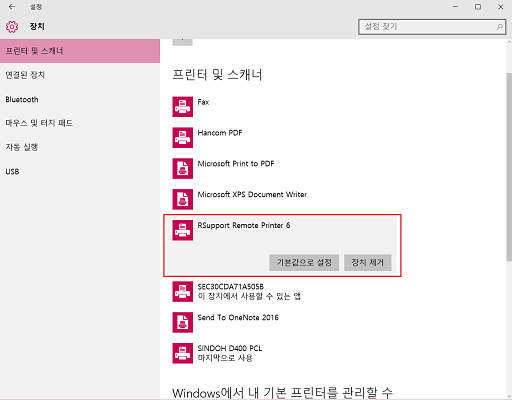 설정
장치
설정 찾기
프린터 및 스캐너
연결된 장치
Bluetooth
마우스 및 터치 패드
자동 실행
USB
프린터 및 스캐너
Fax
Hancom PDF
Microsoft Print to PDF
Microsoft XPS Document Writer
RSupport Remote Printer 6
기본값으로 설정
장치 제거
SEC30CDA71A505B
이 장치에서 사용할 수 있는 앱
Send To OneNote 2016
SINDOH D400 PCL
마지막으로 사용
Windows에서 내 기본 프린터를 관리할 수